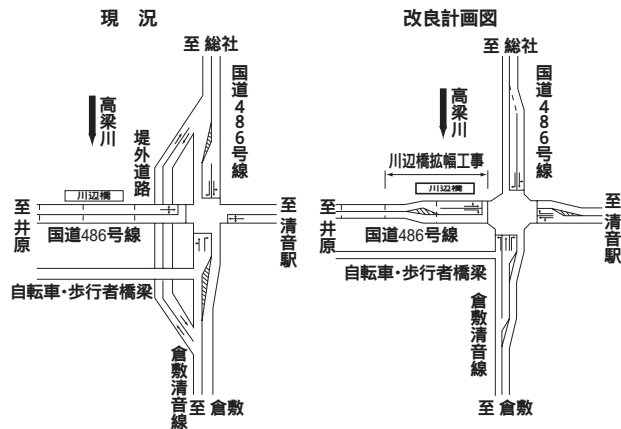 現 況
至 総社
国道486号線
高梁川
堤外道路
川辺橋
至 井原
国道486号線
至 清音駅
自転車・歩行者橋梁
倉敷清音線
至 倉敷
改良計画図
至 総社
国道486号線
高梁川
川辺橋拡幅工事
川辺橋
至 井原
国道486号線
至 清音駅
自転車・歩行者橋梁
倉敷清音線
至 倉敷